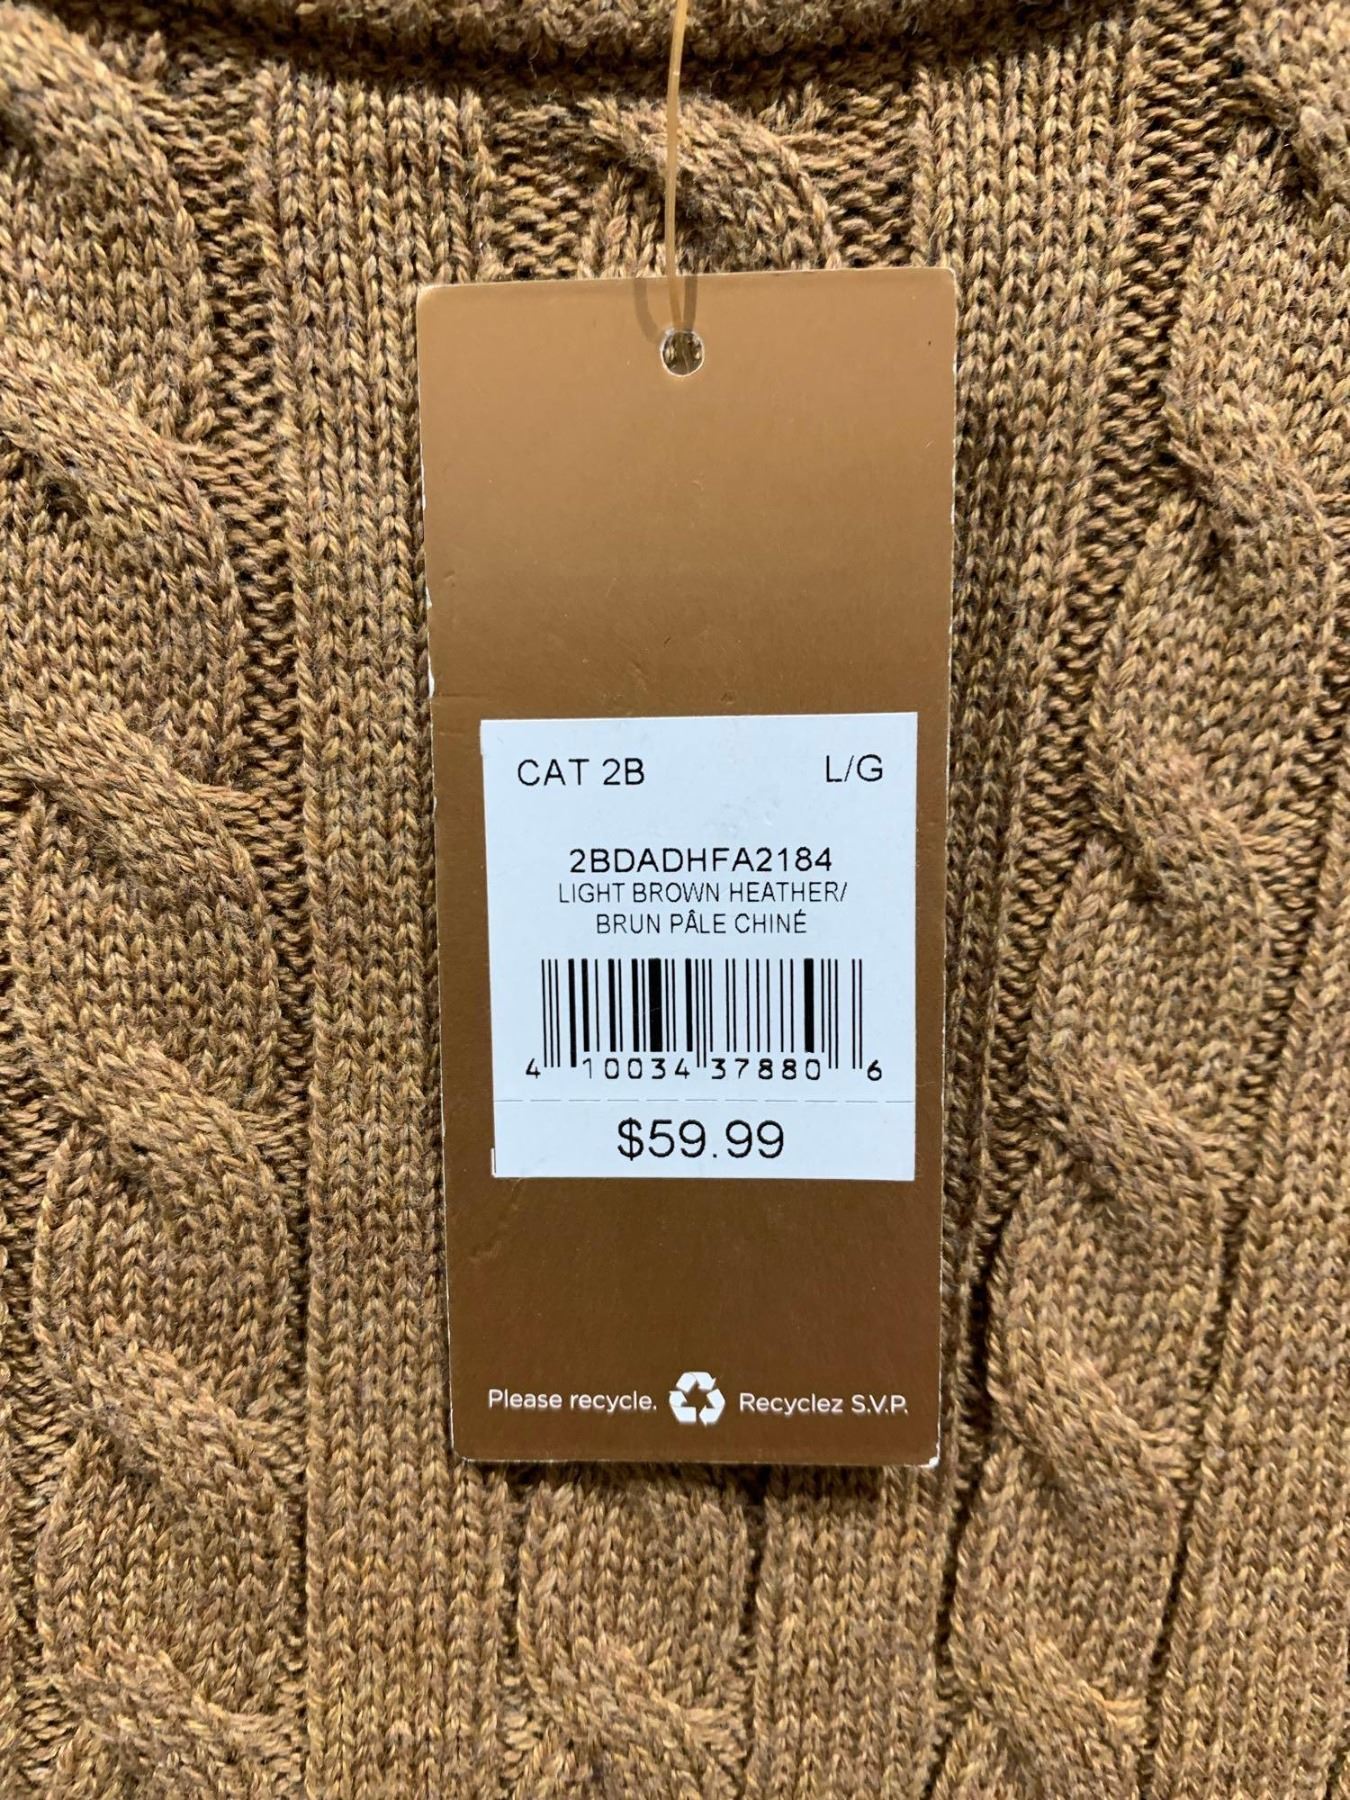 CAT 2B L/G
2BDADHFA2184
LIGHT BROWN HEATHER/
BRUN PÂLE CHINÉ
4 10034 37880 6
$59.99
Please recycle. Recyclez S.V.P.